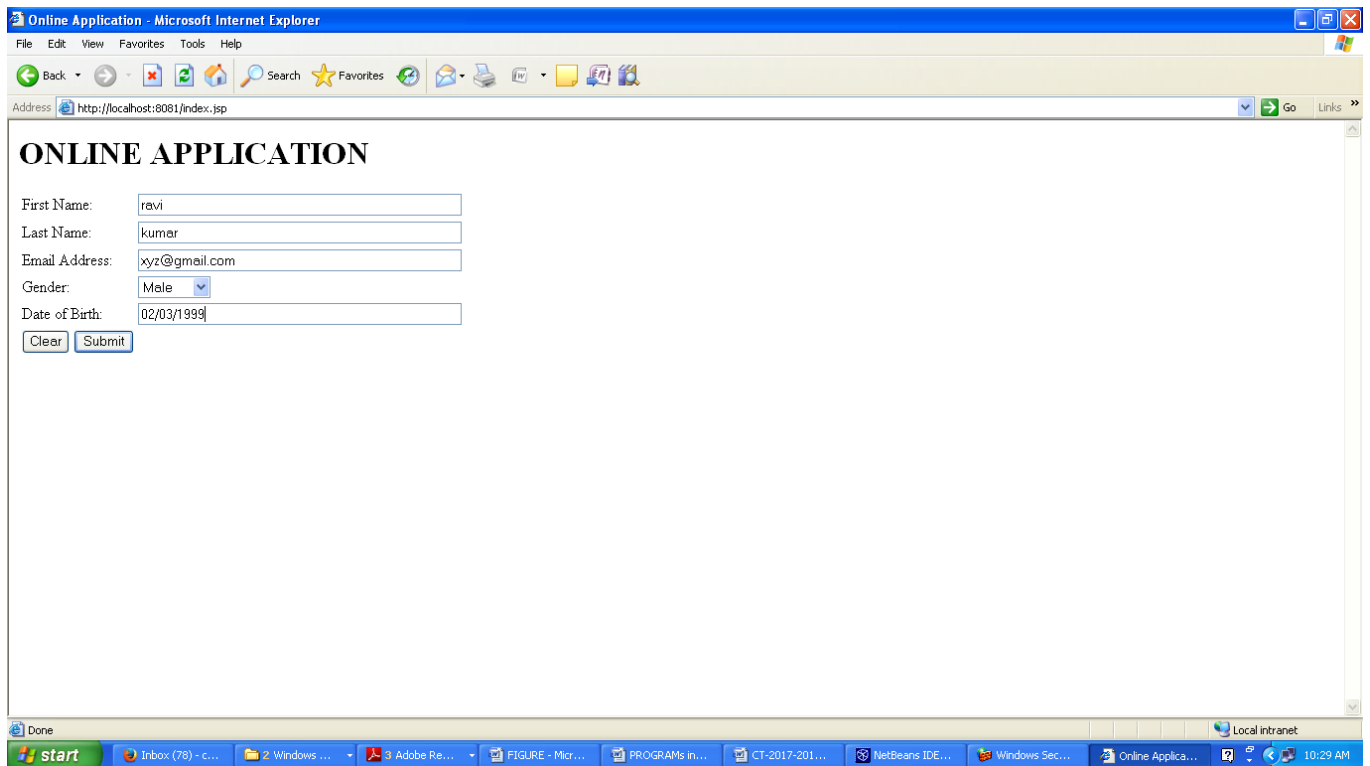 Online Application - Microsoft Internet Explorer
File Edit View Favorites Tools Help
Back Search Favorites
Address http://localhost:8081/index.jsp Go Links »
ONLINE APPLICATION
First Name: ravi
Last Name: kumar
Email Address: xyz@gmail.com
Gender: Male
Date of Birth: 02/03/1999
Clear Submit
Done Local intranet
start Inbox (78) - c... 2 Windows ... 3 Adobe Re... FIGURE - Micr... PROGRAMs in... CT-2017-201... NetBeans IDE... Windows Sec... Online Applica... 10:29 AM